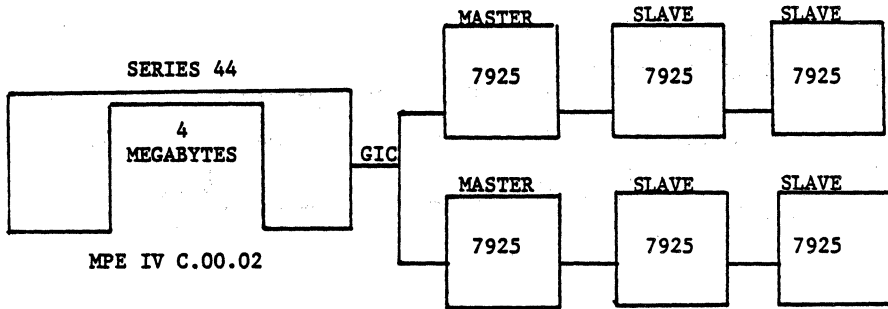 MASTER SLAVE SLAVE
SERIES 44
7925 7925 7925
4
MEGABYTES
GIC
MASTER SLAVE SLAVE
7925 7925 7925
MPE IV C.00.02